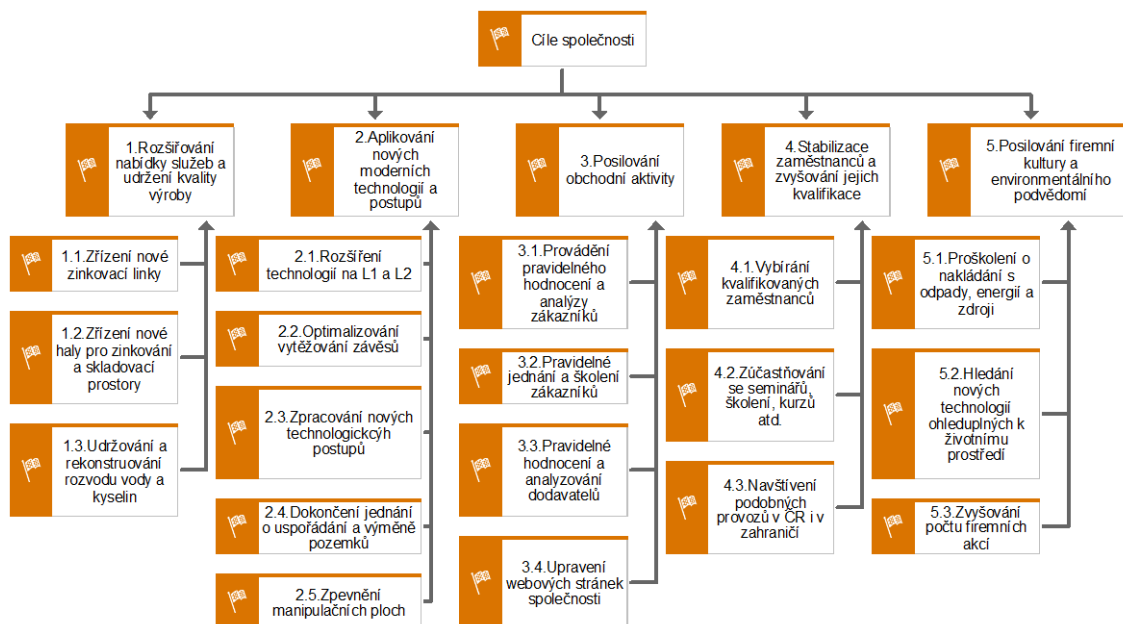 Cíle společnosti
1.Rozšiřování
nabídky služeb a
udržení kvality
výroby
2.Aplikování
nových
moderních
technologií a
postupů
3.Posilování
obchodní aktivity
4.Stabilizace
zaměstnanců a
zvyšování jejich
kvalifikace
5.Posilování firemní
kultury a
environmentálního
podvědomí
1.1.Zřízení nové
zinkovací linky
1.2.Zřízení nové
haly pro zinkování
a skladovací
prostory
1.3.Udržování a
rekonstruování
rozvodu vody a
kyselin
2.1.Rozšíření
technologií na L1 a L2
2.2.Optimalizování
vytěžování závěsů
2.3.Zpracování nových
technologickcýh
postupů
2.4.Dokončení jednání
o uspořádání a výměně
pozemků
2.5.Zpevnění
manipulačních ploch
3.1.Provádění
pravidelného
hodnocení a
analýzy
zákazníků
3.2.Pravidelné
jednání a školení
zákazníků
3.3.Pravidelné
hodnocení a
analyzování
dodavatelů
3.4.Upravení
webových stránek
společnosti
4.1.Vybírání
kvalifikovaných
zaměstnanců
4.2.Zúčastňování
se seminářů,
školení, kurzů
atd.
4.3.Navštívení
podobných
provozů v ČR i v
zahraničí
5.1.Proškolení o
nakládání s
odpady, energií a
zdroji
5.2.Hledání
nových
technologií
ohleduplných k
životnímu
prostředí
5.3.Zvyšování
počtu firemních
akcí